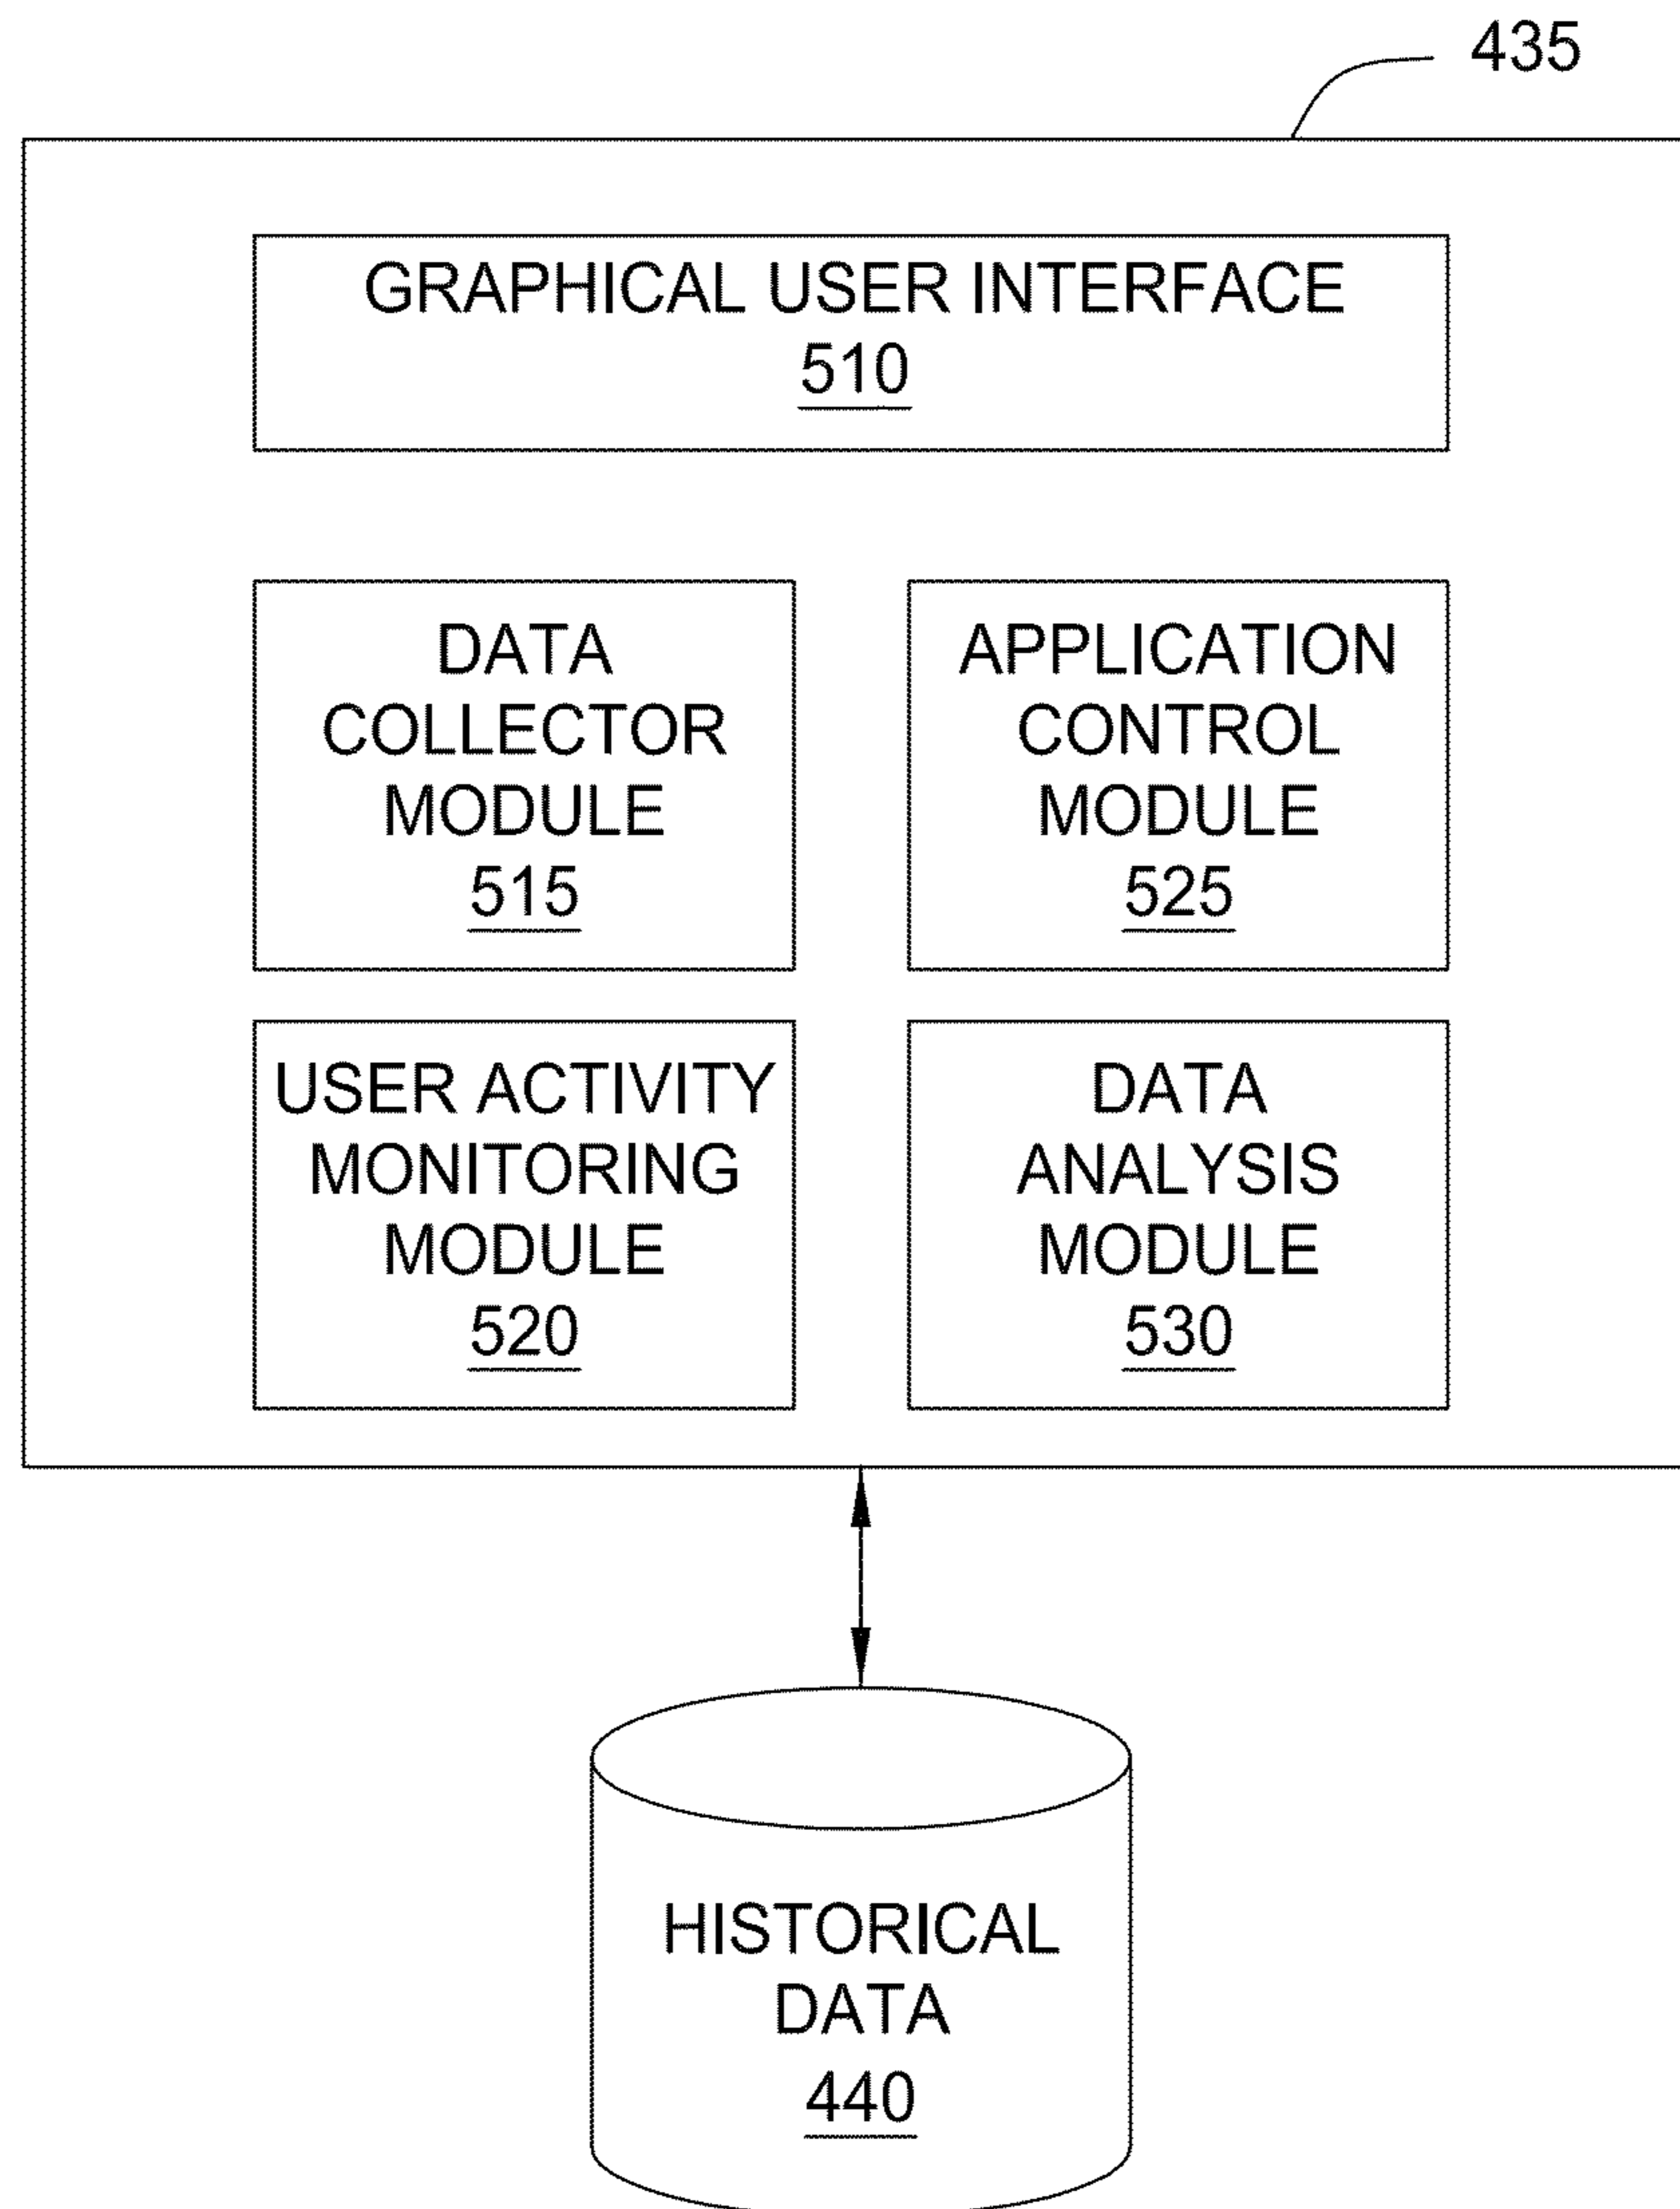 435
GRAPHICAL USER INTERFACE
510
DATA
COLLECTOR
MODULE
515
APPLICATION
CONTROL
MODULE
525
USER ACTIVITY
MONITORING
MODULE
520
DATA
ANALYSIS
MODULE
530
HISTORICAL
DATA
440